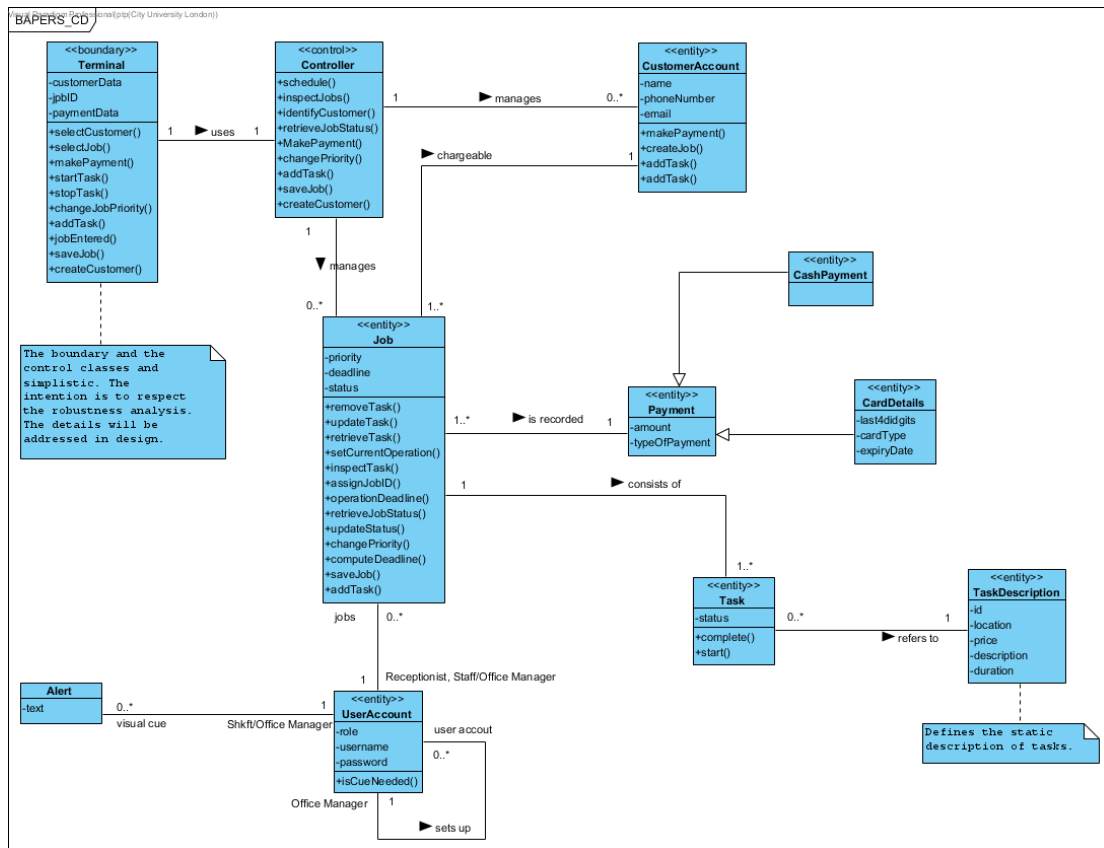 Visual Paradigm Professional(ptp(City University London))
BAPERS_CD
<<boundary>>
Terminal
-customerData
-jpbID
-paymentData
+selectCustomer()
+selectJob()
+makePayment()
+startTask()
+stopTask()
+changeJobPriority()
+addTask()
+jobEntered()
+saveJob()
+createCustomer()
1
uses
1
<<control>>
Controller
+schedule()
+inspectJobs()
+identifyCustomer()
+retrieveJobStatus()
+MakePayment()
+changePriority()
+addTask()
+saveJob()
+createCustomer()
1
manages
0..*
<<entity>>
CustomerAccount
-name
-phoneNumber
-email
+makePayment()
+createJob()
+addTask()
+addTask()
chargeable
1
1
manages
0..*
1..*
<<entity>>
CashPayment
The boundary and the
control classes and
simplistic. The
intention is to respect
the robustness analysis.
The details will be
addressed in design.
<<entity>>
Job
-priority
-deadline
-status
+removeTask()
+updateTask()
+retrieveTask()
+setCurrentOperation()
+inspectTask()
+assignJobID()
+operationDeadline()
+retrieveJobStatus()
+updateStatus()
+changePriority()
+computeDeadline()
+saveJob()
+addTask()
1..*
is recorded
1
<<entity>>
Payment
-amount
-typeOfPayment
<<entity>>
CardDetails
-last4didgits
-cardType
-expiryDate
1
consists of
1..*
<<entity>>
Task
-status
+complete()
+start()
0..*
refers to
1
<<entity>>
TaskDescription
-id
-location
-price
-description
-duration
Defines the static
description of tasks.
jobs
0..*
1
Receptionist, Staff/Office Manager
Alert
-text
0..*
visual cue
1
Shkft/Office Manager
<<entity>>
UserAccount
-role
-username
-password
+isCueNeeded()
user accout
0..*
Office Manager
1
sets up